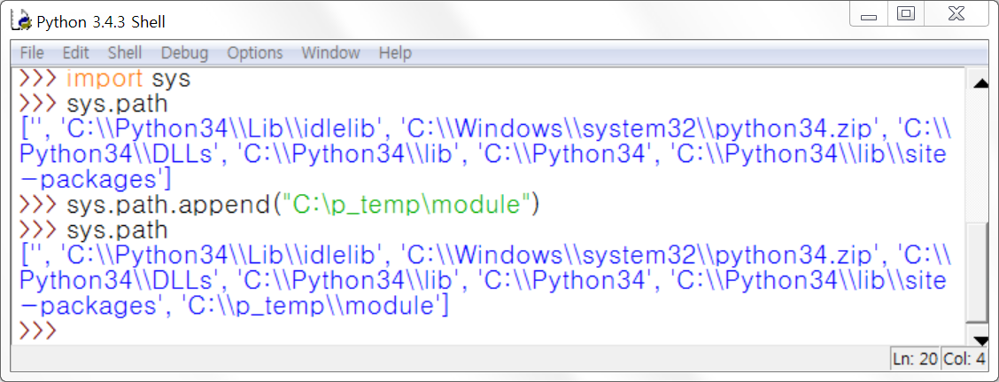 Python 3.4.3 Shell
File Edit Shell Debug Options Window Help
>>> import sys
>>> sys.path
['', 'C:\\Python34\\Lib\\idlelib', 'C:\\Windows\\system32\\python34.zip', 'C:\\
Python34\\DLLs', 'C:\\Python34\\lib', 'C:\\Python34', 'C:\\Python34\\lib\\site
-packages']
>>> sys.path.append("C:\p_temp\module")
>>> sys.path
['', 'C:\\Python34\\Lib\\idlelib', 'C:\\Windows\\system32\\python34.zip', 'C:\\
Python34\\DLLs', 'C:\\Python34\\lib', 'C:\\Python34', 'C:\\Python34\\lib\\site
-packages', 'C:\\p_temp\\module']
>>>
Ln: 20 Col: 4